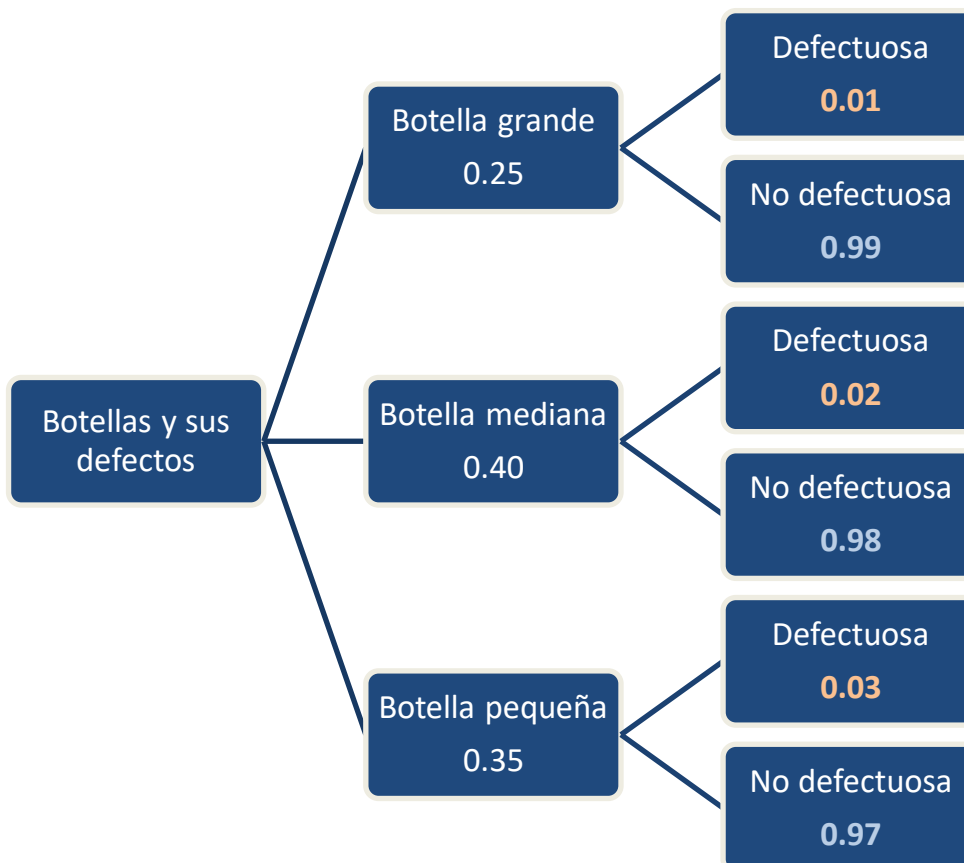 Botellas y sus
defectos
Botella grande
0.25
Defectuosa
0.01
No defectuosa
0.99
Botella mediana
0.40
Defectuosa
0.02
No defectuosa
0.98
Botella pequeña
0.35
Defectuosa
0.03
No defectuosa
0.97